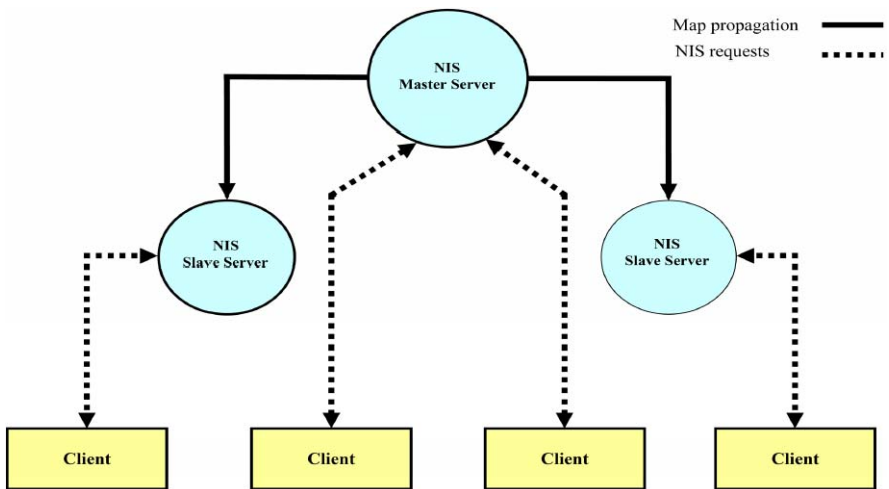 Map propagation
NIS requests
NIS
Master Server
NIS
Slave Server
NIS
Slave Server
Client
Client
Client
Client